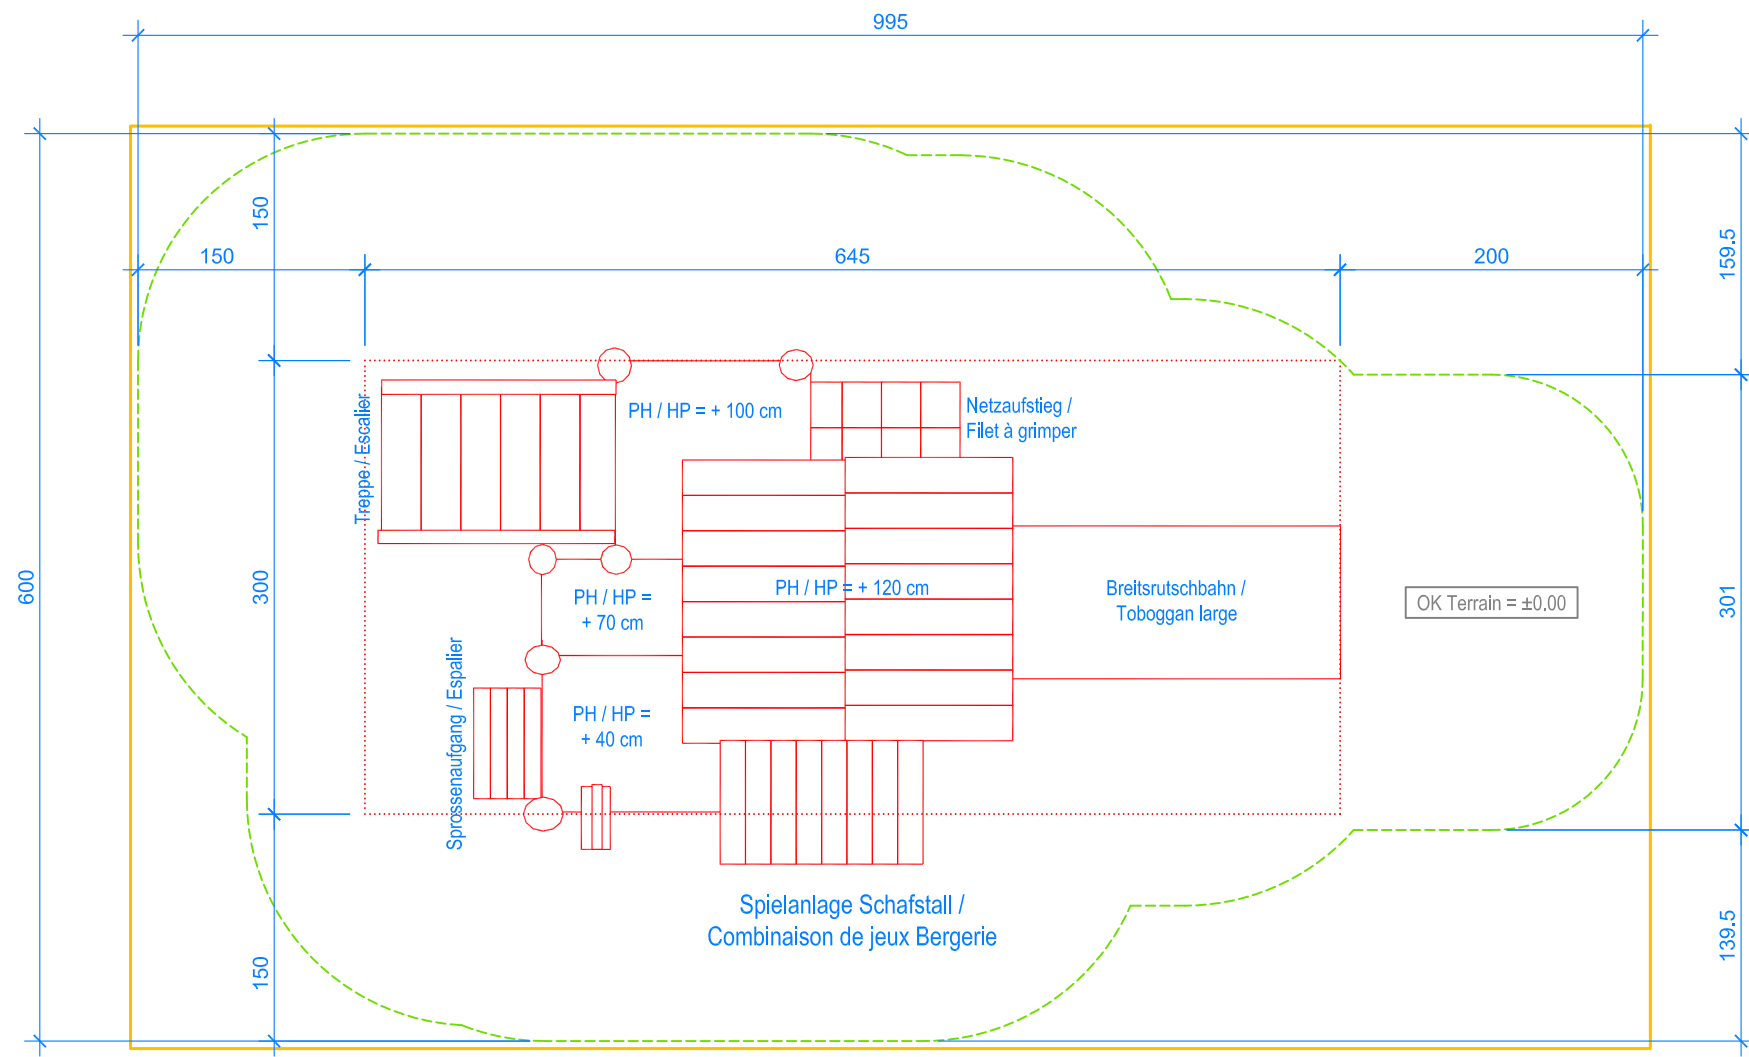 995
150
150
645
200
159.5
Treppe / Escalier
PH / HP = + 100 cm
Netzaufstieg /
Filet à grimper
600
300
PH / HP =
+ 70 cm
PH / HP = + 120 cm
Breitsrutschbahn /
Toboggan large
OK Terrain = ±0.00
301
Sprossenaufgang / Espalier
PH / HP =
+ 40 cm
Spielanlage Schafstall /
Combinaison de jeux Bergerie
150
139.5